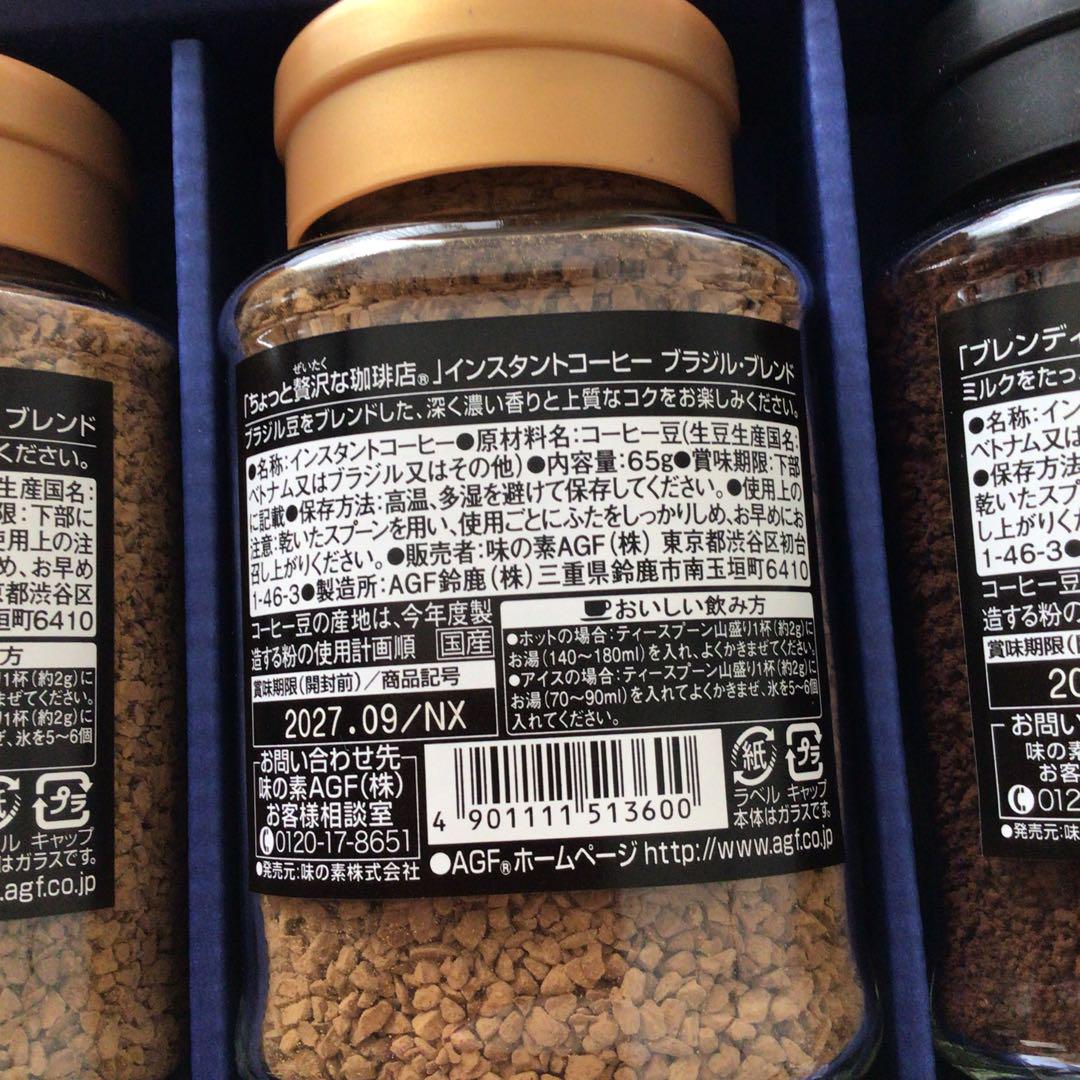 ブレンド
ください。
生産国名:
限:下部に
使用上の注
め、お早め
京都渋谷区
垣町6410
方
1杯(約2g)に
ぜてください。
1杯(約2g)に
ぜ、氷を5~6個
紙 プラ
ル キャップ
はガラスです。
.agf.co.jp
ぜいたく
「ちょっと贅沢な珈琲店®」インスタントコーヒー ブラジル・ブレンド
ブラジル豆をブレンドした、深く濃い香りと上質なコクをお楽しみください。
●名称:インスタントコーヒー●原材料名:コーヒー豆(生豆生産国名:
ベトナム又はブラジル又はその他)●内容量:65g●賞味期限:下部
に記載●保存方法:高温、多湿を避けて保存してください。●使用上の
注意:乾いたスプーンを用い、使用ごとにふたをしっかりしめ、お早めにお
召し上がりください。●販売者:味の素AGF(株) 東京都渋谷区初台
1-46-3●製造所:AGF鈴鹿(株)三重県鈴鹿市南玉垣町6410
コーヒー豆の産地は、今年度製
造する粉の使用計画順 国産
賞味期限(開封前)/商品記号
2027.09/NX
おいしい飲み方
●ホットの場合:ティースプーン山盛り1杯(約2g)に
お湯(140~180ml)を入れ、よくかきまぜてください。
●アイスの場合:ティースプーン山盛り1杯(約2g)に
お湯(70~90ml)を入れてよくかきまぜ、氷を5~6個
入れてください。
お問い合わせ先
味の素AGF(株)
お客様相談室
0120-17-8651
●発売元:味の素株式会社
4 901111 513600
紙 プラ
ラベル キャップ
本体はガラスです。
●AGF®ホームページ http://www.agf.co.jp
「ブレンディ
ミルクをたっ
●名称:イン
ベトナム又は
●保存方法
乾いたスプ
し上がりく
1-46-3●
コーヒー豆の
造する粉の
賞味期限(
20
お問い
味の
お客
012
●発売元:味